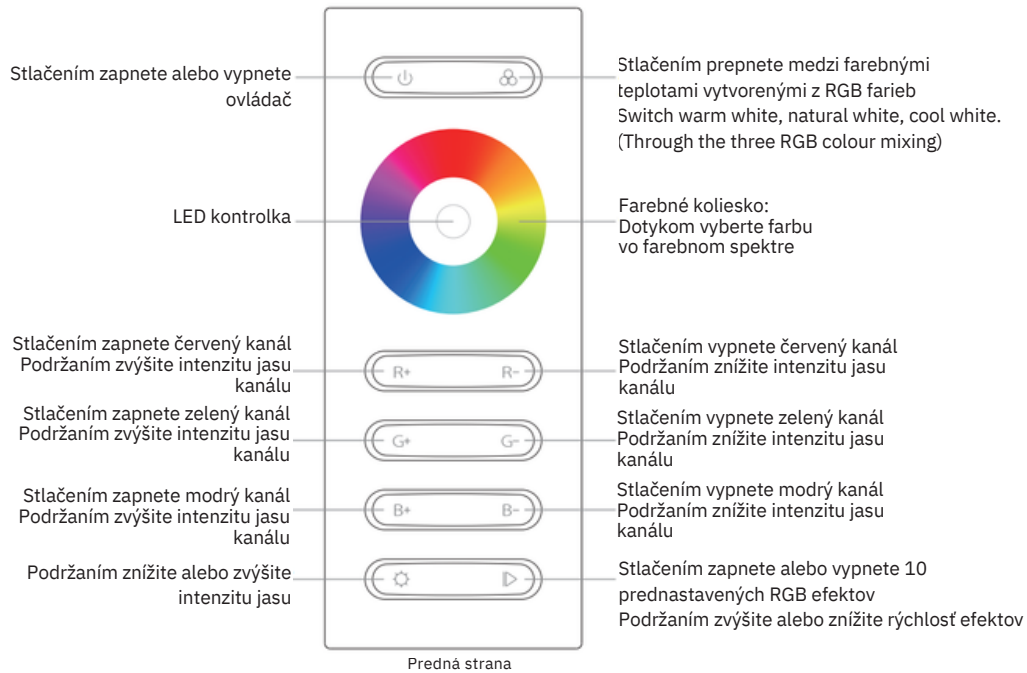 Stlačením zapnete alebo vypnete
ovládač
Stlačením prepnete medzi farebnými
teplotami vytvorenými z RGB farieb
Switch warm white, natural white, cool white.
(Through the three RGB colour mixing)
LED kontrolka
Farebné koliesko:
Dotykom vyberte farbu
vo farebnom spektre
Stlačením zapnete červený kanál
Podržaním zvýšite intenzitu jasu
kanálu
R+ R-
Stlačením vypnete červený kanál
Podržaním znížite intenzitu jasu
kanálu
Stlačením zapnete zelený kanál
Podržaním zvýšite intenzitu jasu
kanálu
G+ G-
Stlačením vypnete zelený kanál
Podržaním znížite intenzitu jasu
kanálu
Stlačením zapnete modrý kanál
Podržaním zvýšite intenzitu jasu
kanálu
B+ B-
Stlačením vypnete modrý kanál
Podržaním znížite intenzitu jasu
kanálu
Podržaním znížite alebo zvýšite
intenzitu jasu
Stlačením zapnete alebo vypnete 10
prednastavených RGB efektov
Podržaním zvýšite alebo znížite rýchlosť efektov
Predná strana